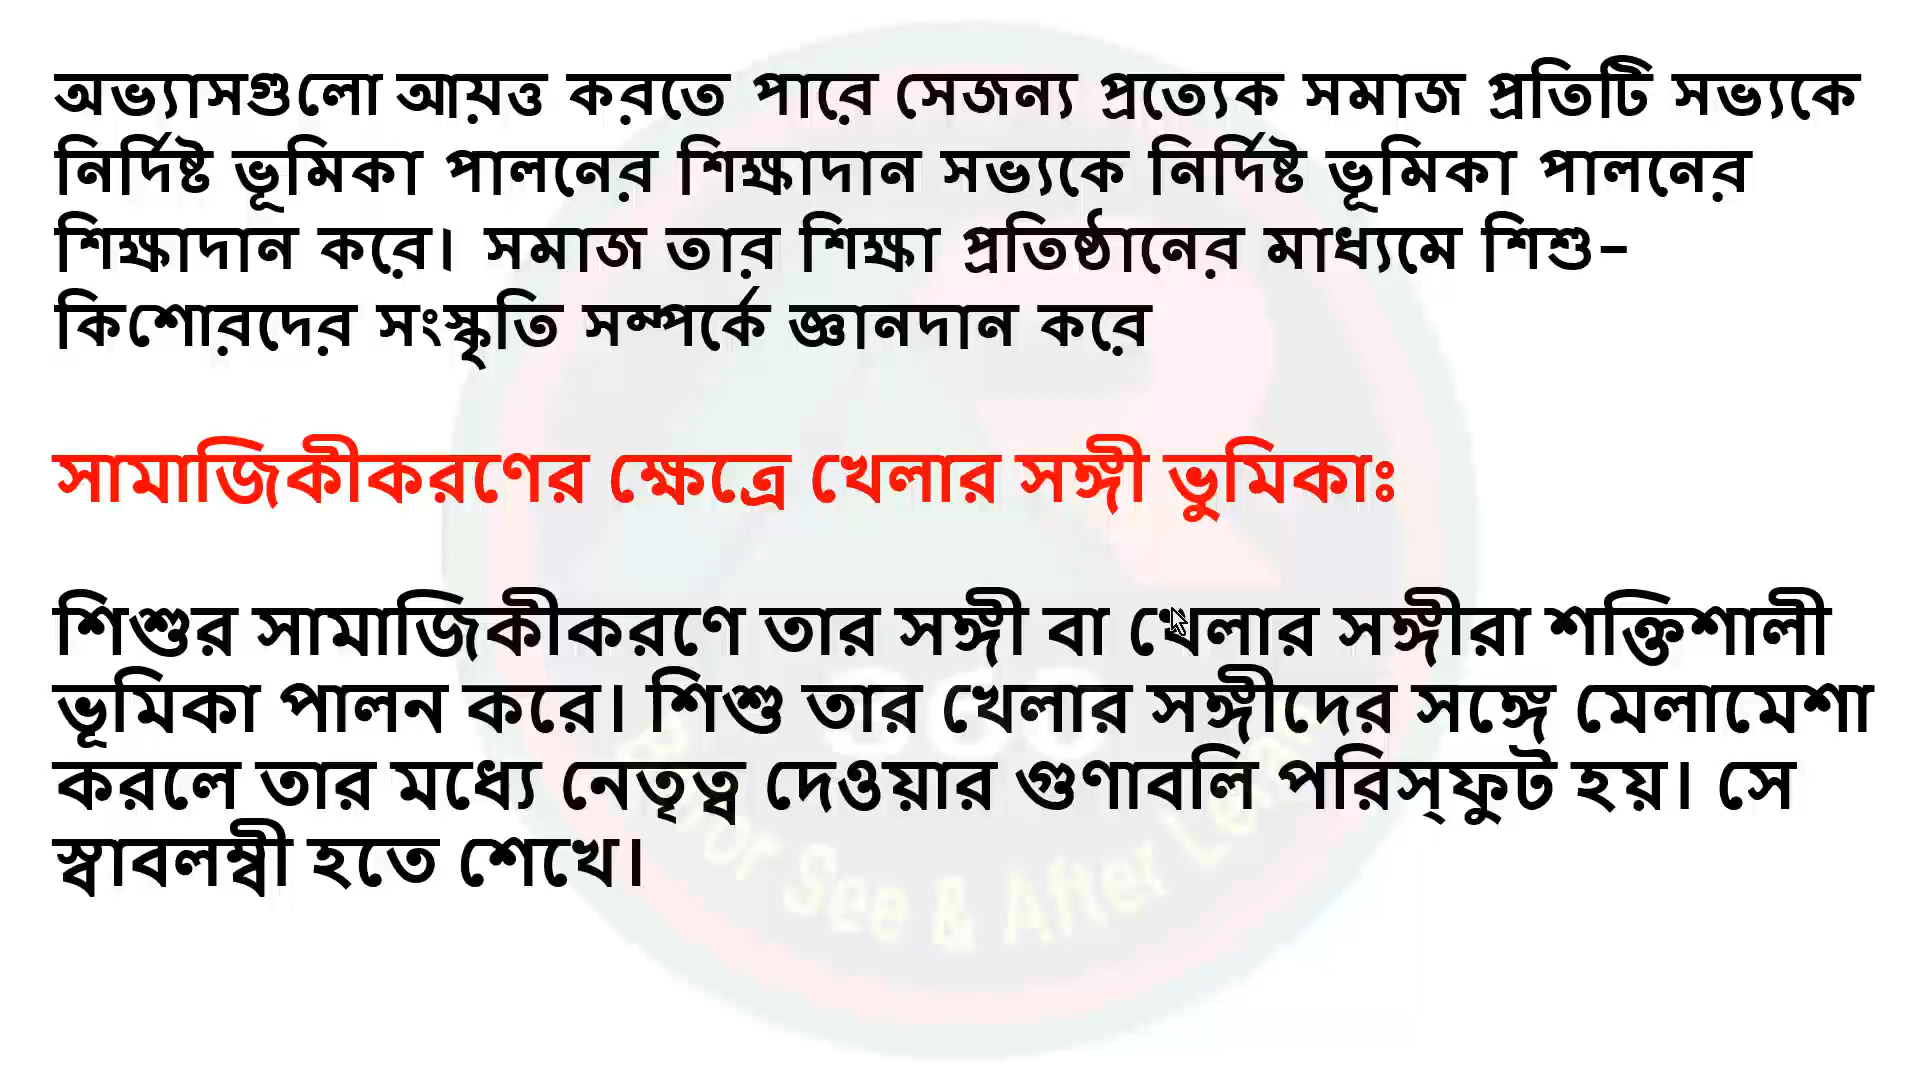 অভ্যাসগুলো আয়ত্ত করতে পারে সেজন্য প্রত্যেক সমাজ প্রতিটি সভ্যকে
নির্দিষ্ট ভূমিকা পালনের শিক্ষাদান সভ্যকে নির্দিষ্ট ভূমিকা পালনের
শিক্ষাদান করে। সমাজ তার শিক্ষা প্রতিষ্ঠানের মাধ্যমে শিশু-
কিশোরদের সংস্কৃতি সম্পর্কে জ্ঞানদান করে
সামাজিকীকরণের ক্ষেত্রে খেলার সঙ্গী ভুমিকাঃ
শিশুর সামাজিকীকরণে তার সঙ্গী বা খেলার সঙ্গীরা শক্তিশালী
ভূমিকা পালন করে। শিশু তার খেলার সঙ্গীদের সঙ্গে মেলামেশা
করলে তার মধ্যে নেতৃত্ব দেওয়ার গুণাবলি পরিস্ফুট হয়। সে
স্বাবলম্বী হতে শেখে।
See & After